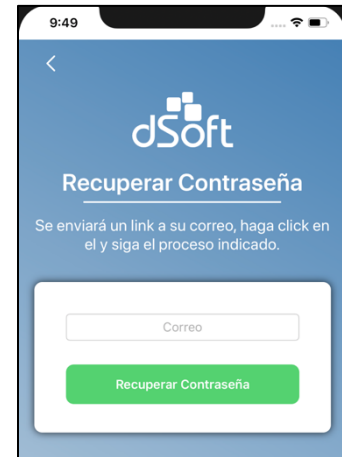 9:49
dSoft
Recuperar Contraseña
Se enviará un link a su correo, haga click en
el y siga el proceso indicado.
Correo
Recuperar Contraseña